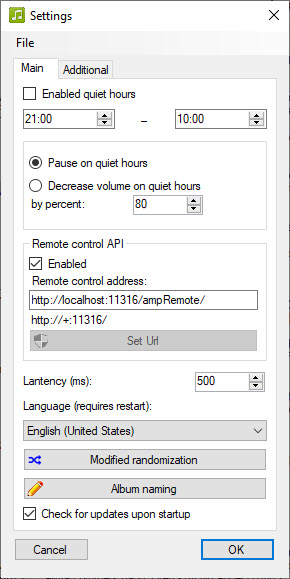 Settings
File
Main Additional
Enabled quiet hours
21:00 – 10:00
Pause on quiet hours
Decrease volume on quiet hours
by percent: 80
Remote control API
Enabled
Remote control address:
http://localhost:11316/ampRemote/
http://+:11316/
Set Url
Lantency (ms): 500
Language (requires restart):
English (United States)
Modified randomization
Album naming
Check for updates upon startup
Cancel OK